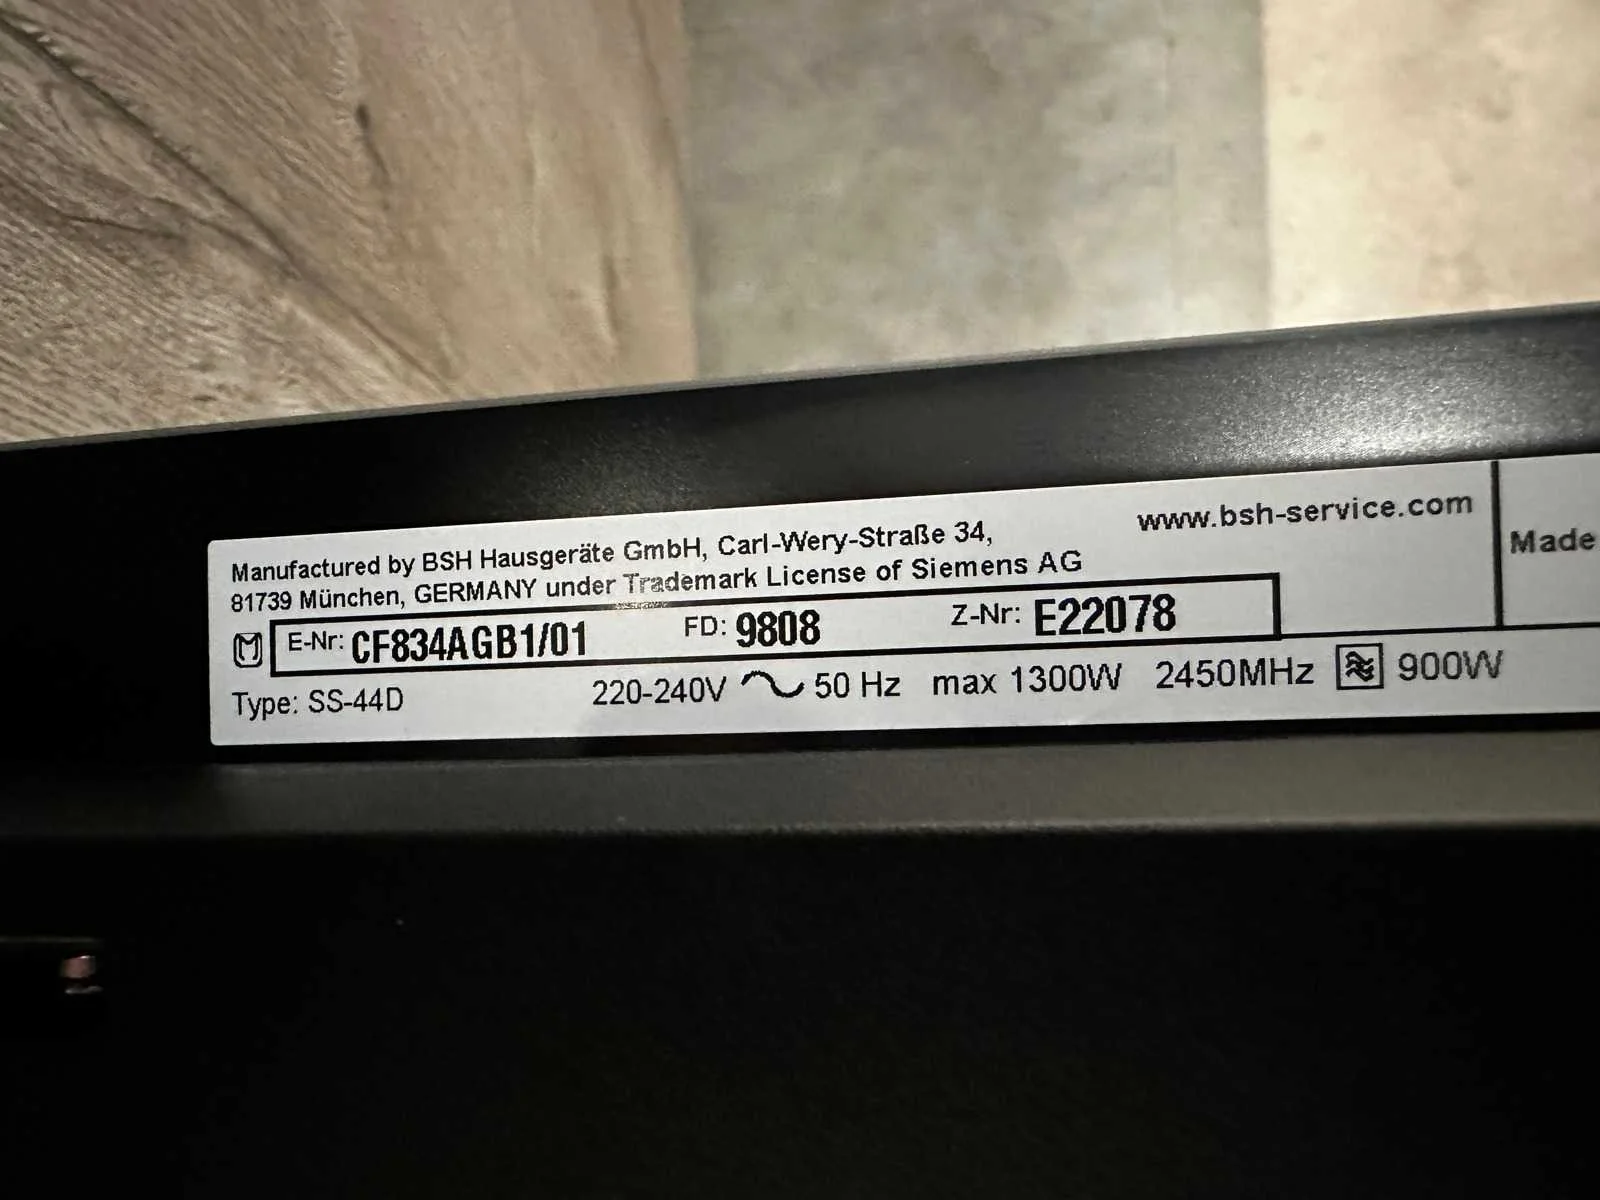 Manufactured by BSH Hausgeräte GmbH, Carl-Wery-Straße 34,
81739 München, GERMANY under Trademark License of Siemens AG
www.bsh-service.com
Made
E-Nr: CF834AGB1/01 FD: 9808 Z-Nr: E22078
Type: SS-44D 220-240V 50 Hz max 1300W 2450MHz 900W